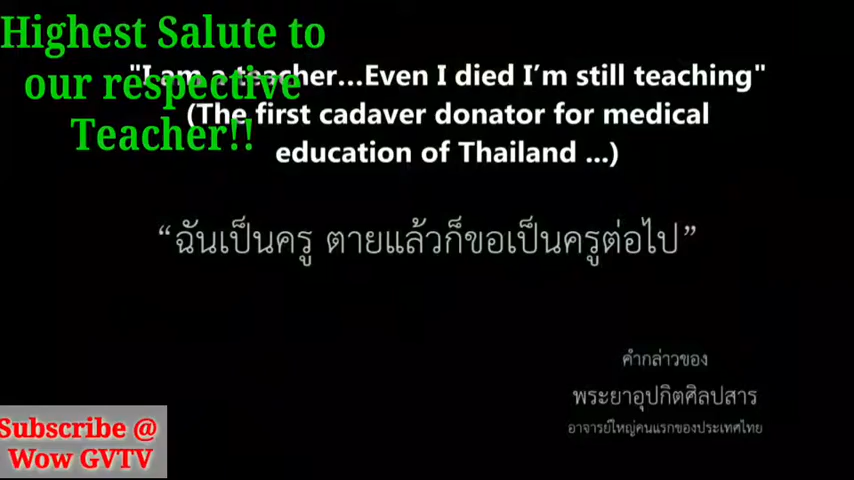 Highest Salute to
our respective
Teacher!!
"I am a teacher...Even I died I'm still teaching"
(The first cadaver donator for medical
education of Thailand ...)
“ฉันเป็นครู ตายแล้วก็ขอเป็นครูต่อไป”
คำกล่าวของ
พระยาอุปกิตศิลปสาร
อาจารย์ใหญ่คนแรกของประเทศไทย
Subscribe @
Wow GVTV